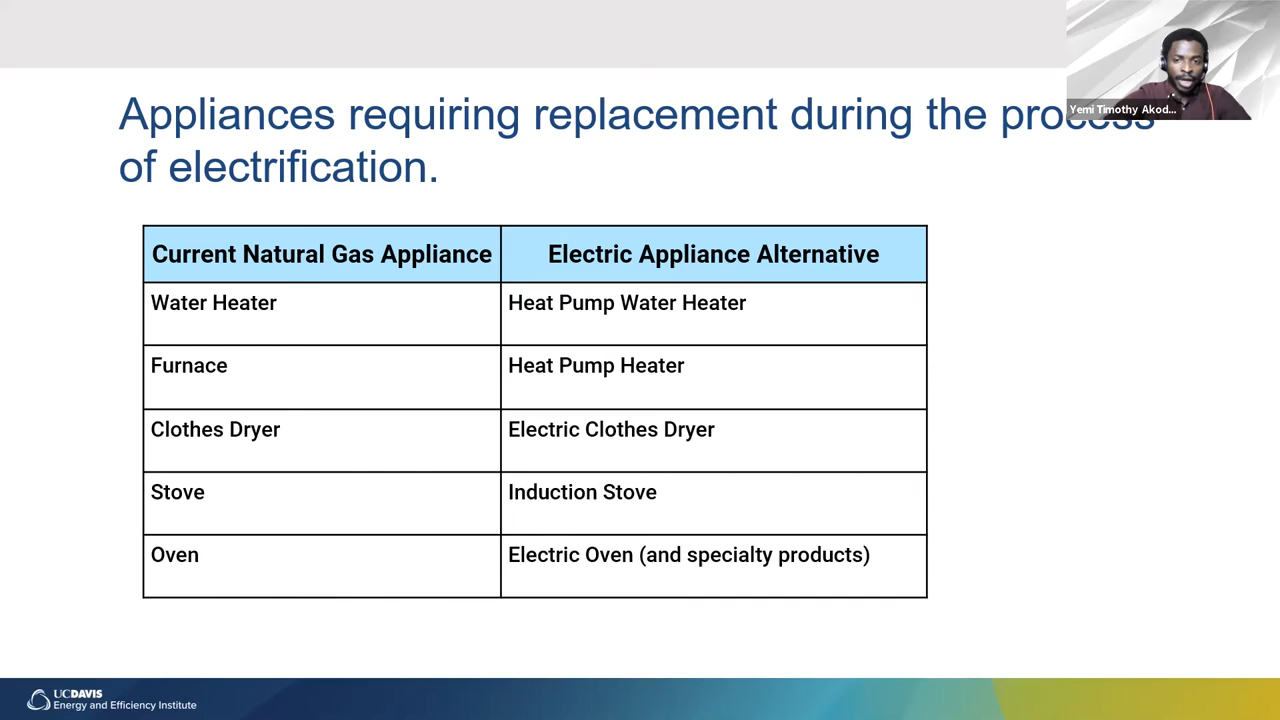 Yemi Timothy Akod...
Appliances requiring replacement during the process
of electrification.
Current Natural Gas Appliance Electric Appliance Alternative
Water Heater Heat Pump Water Heater
Furnace Heat Pump Heater
Clothes Dryer Electric Clothes Dryer
Stove Induction Stove
Oven Electric Oven (and specialty products)
UCDAVIS
Energy and Efficiency Institute